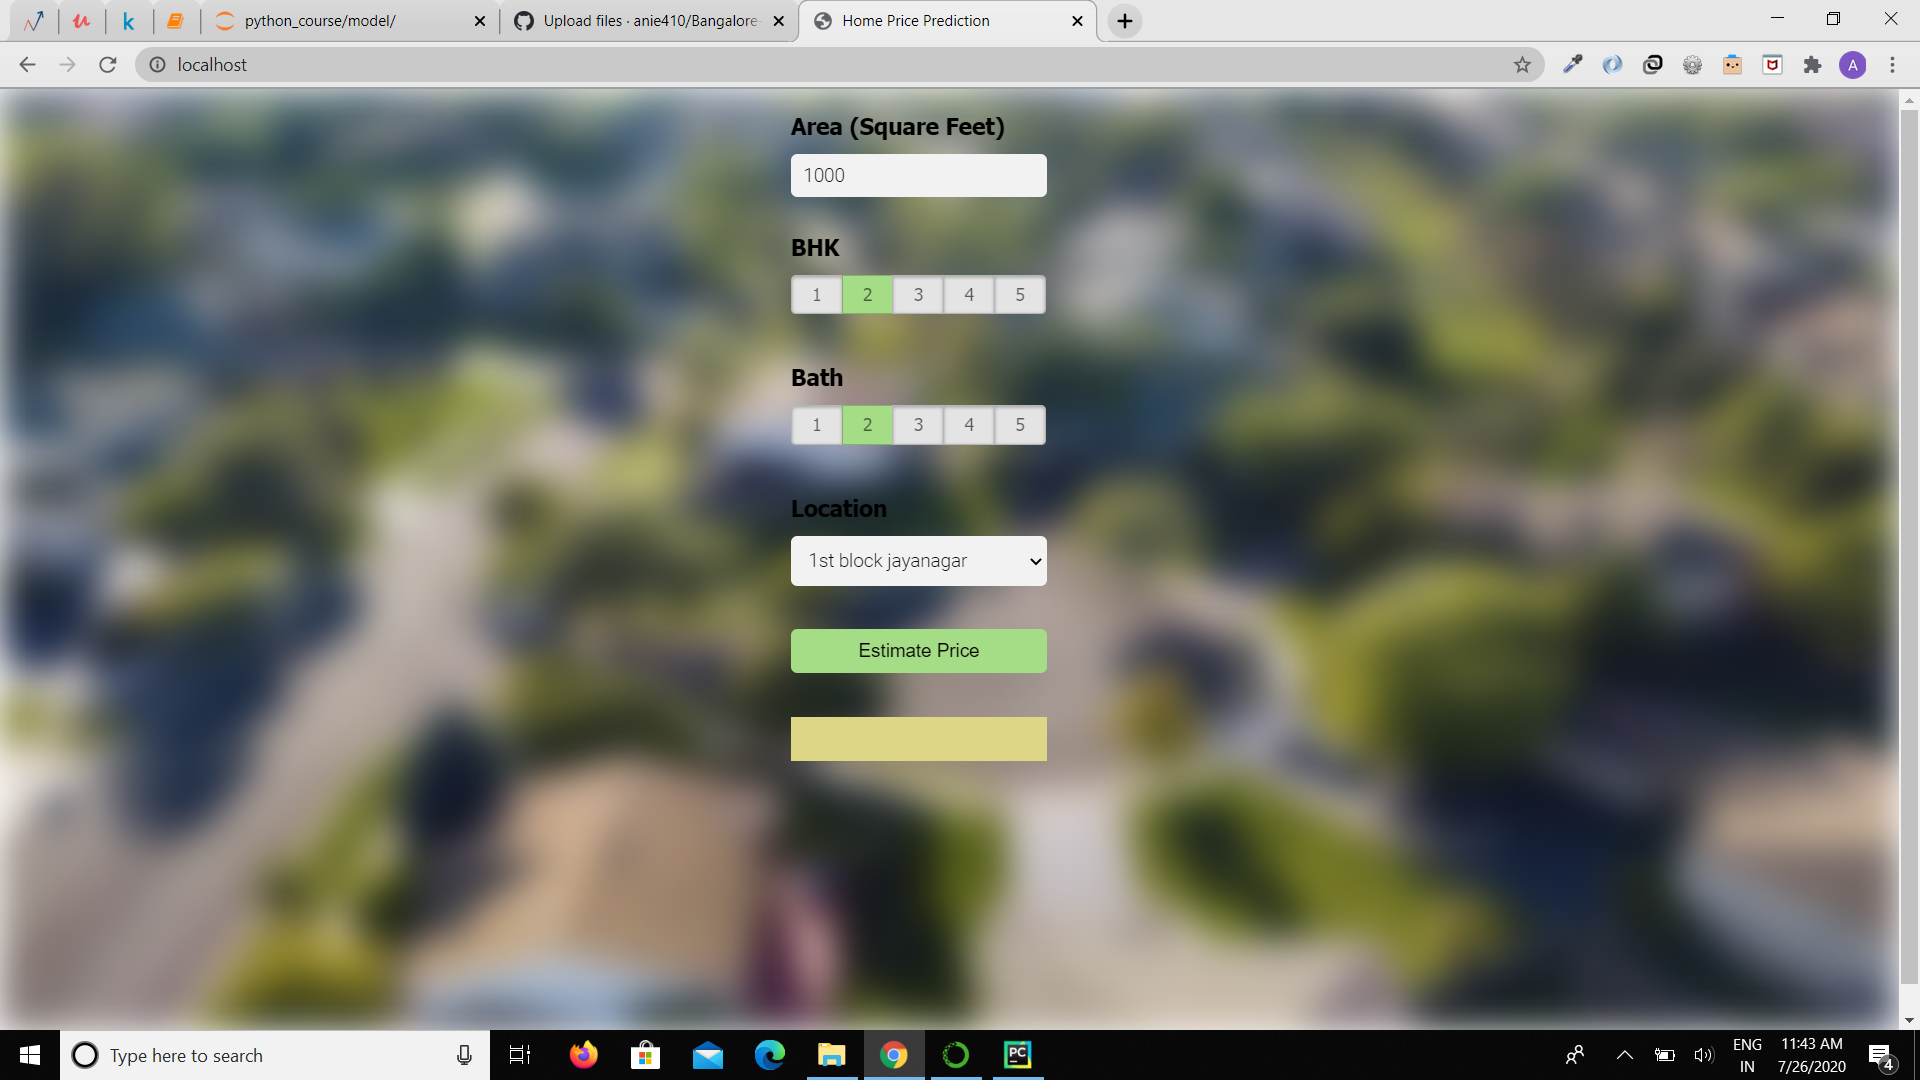 python_course/model/
Upload files · anie410/Bangalore-
Home Price Prediction
localhost
A
Area (Square Feet)
1000
BHK
1 2 3 4 5
Bath
1 2 3 4 5
Location
1st block jayanagar
Estimate Price
Type here to search
PC
ENG
IN
11:43 AM
7/26/2020
4